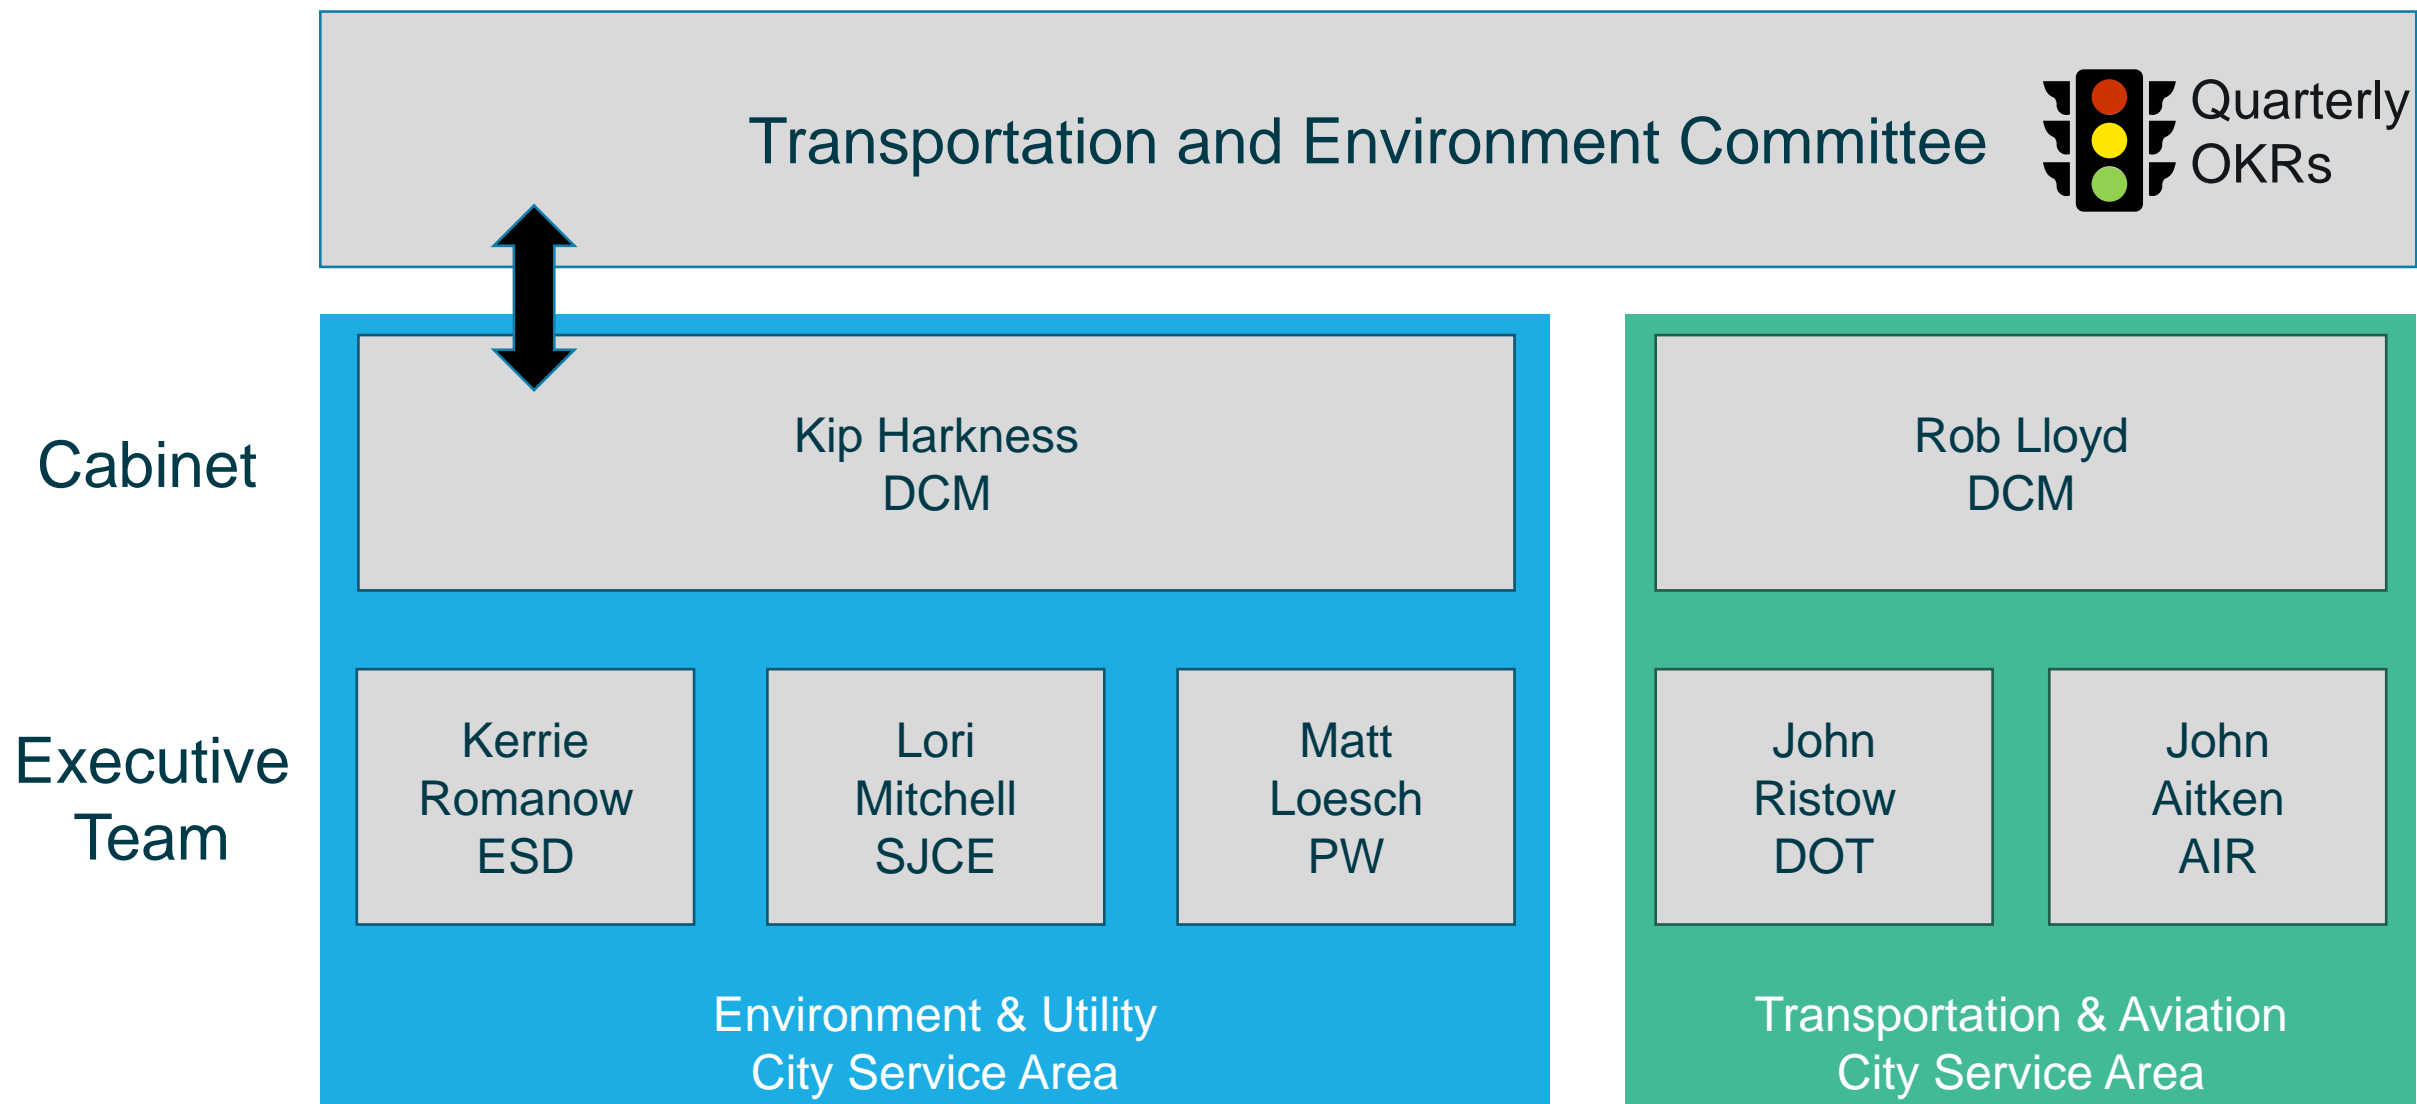 Transportation and Environment Committee
Quarterly
OKRs
Cabinet
Kip Harkness
DCM
Rob Lloyd
DCM
Executive
Team
Kerrie
Romanow
ESD
Lori
Mitchell
SJCE
Matt
Loesch
PW
John
Ristow
DOT
John
Aitken
AIR
Environment & Utility
City Service Area
Transportation & Aviation
City Service Area